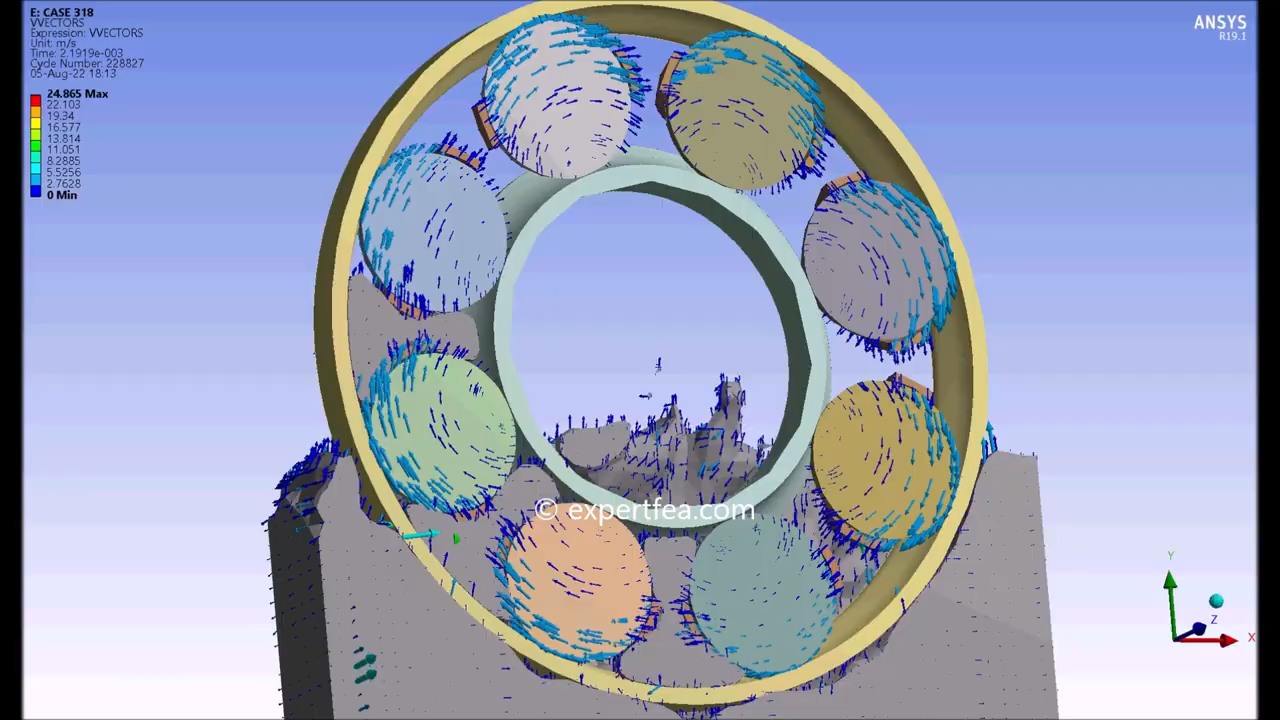 E: CASE 318
VVECTORS
Expression: VVECTORS
Unit: m/s
Time: 2.1919e-003
Cycle Number: 228827
05-Aug-22 18:13
24.865 Max
22.103
19.34
16.577
13.814
11.051
8.2885
5.5256
2.7628
0 Min
ANSYS
R19.1
© expertfea.com
Y
Z
X